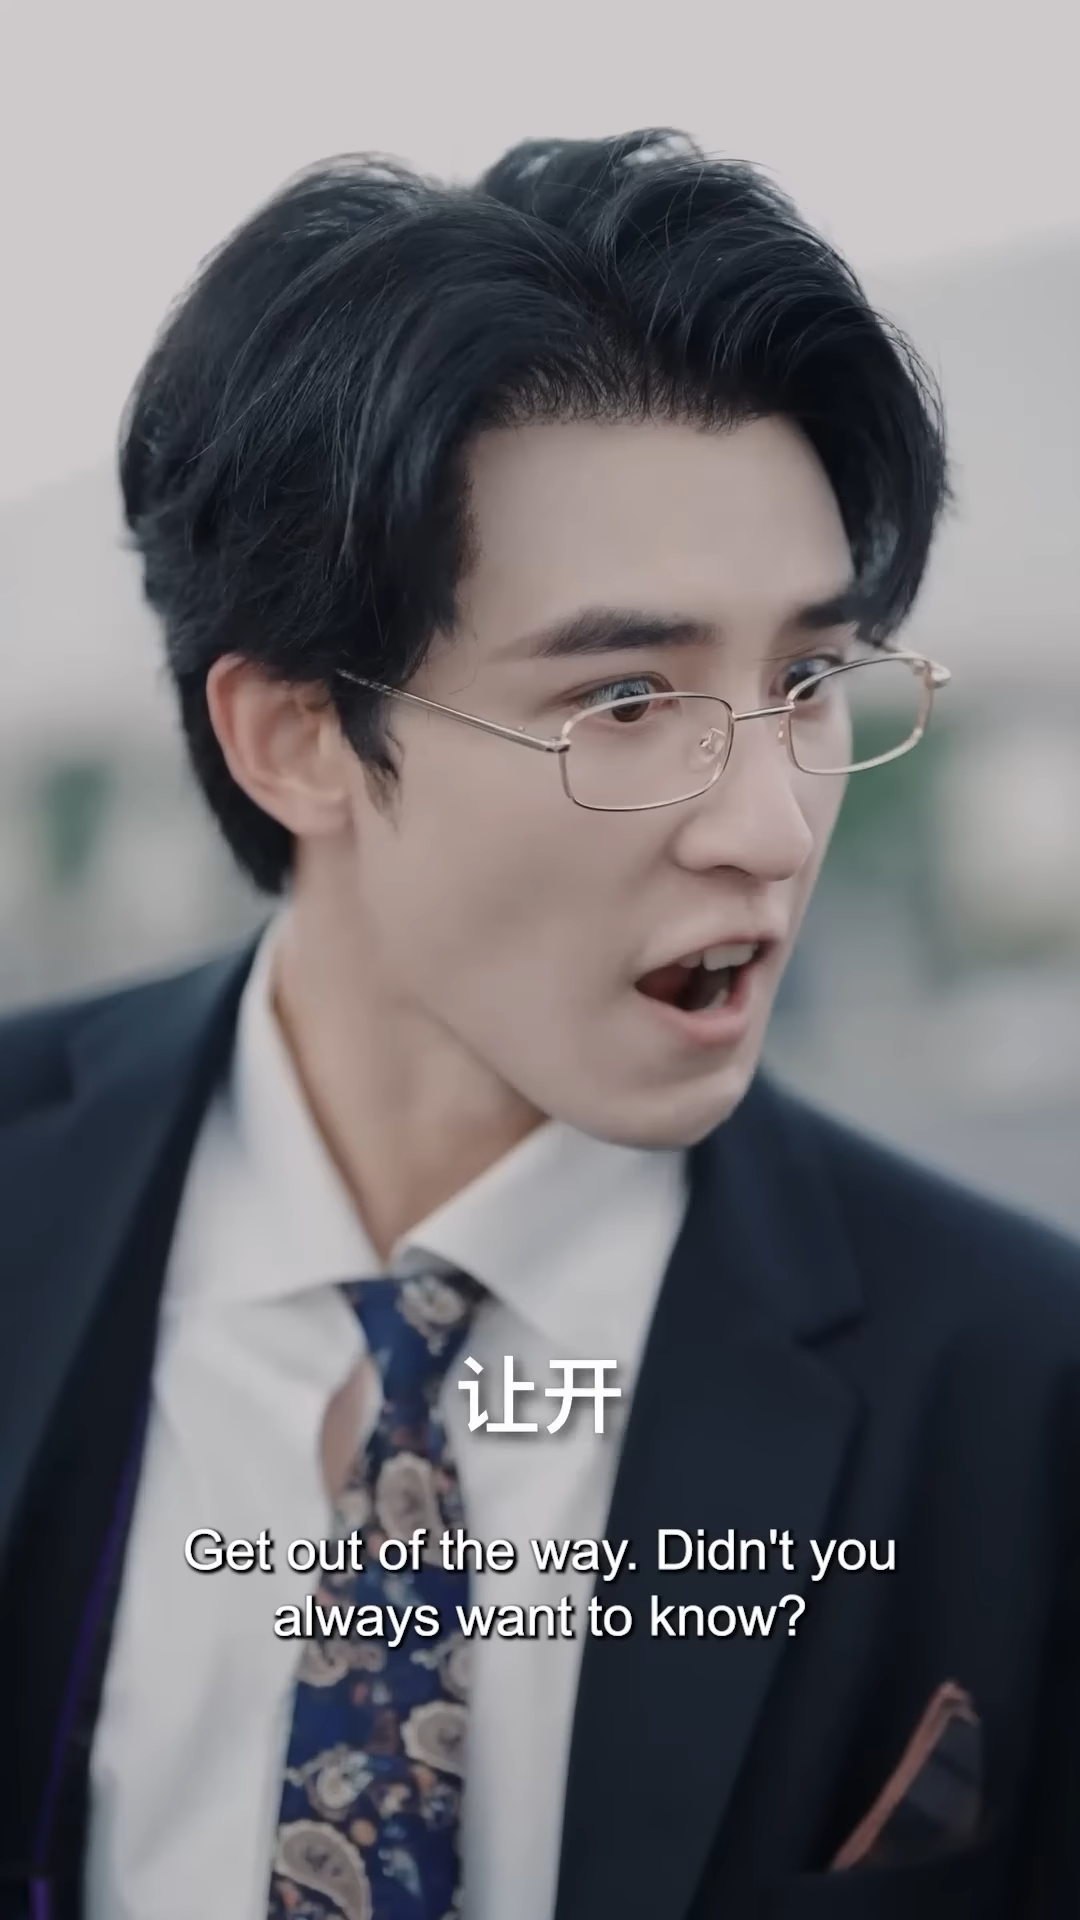 让开
Get out of the way. Didn't you
always want to know?